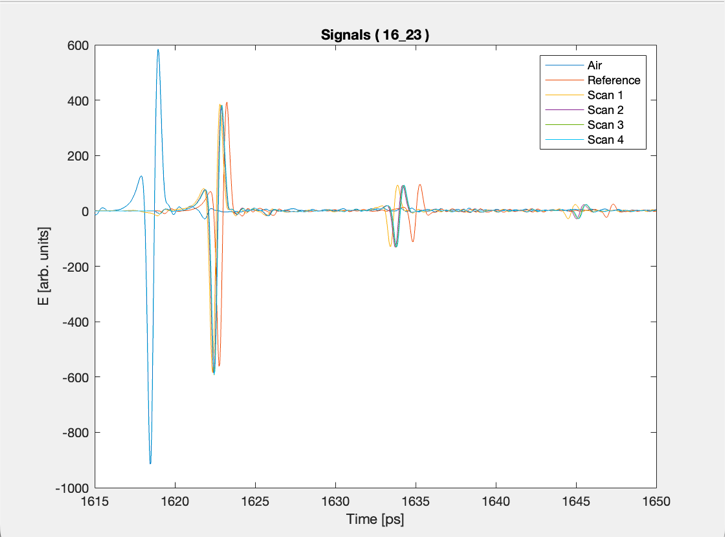 Signals ( 16_23 )
600
400
200
0
-200
-400
-600
-800
-1000
E [arb. units]
Air
Reference
Scan 1
Scan 2
Scan 3
Scan 4
1615 1620 1625 1630 1635 1640 1645 1650
Time [ps]